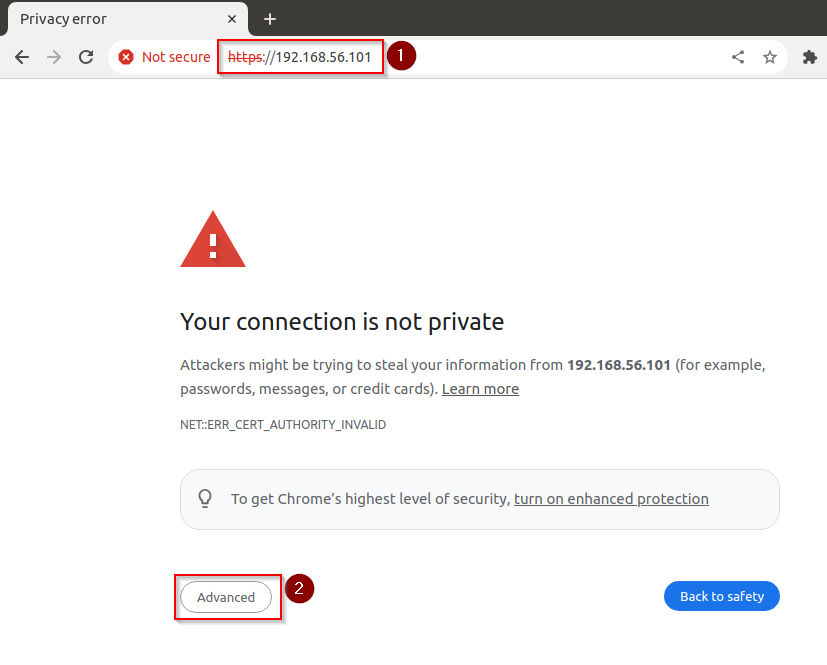 Privacy error
Not secure https://192.168.56.101 1
Your connection is not private
Attackers might be trying to steal your information from 192.168.56.101 (for example,
passwords, messages, or credit cards). Learn more
NET::ERR_CERT_AUTHORITY_INVALID
To get Chrome’s highest level of security, turn on enhanced protection
Advanced 2 Back to safety